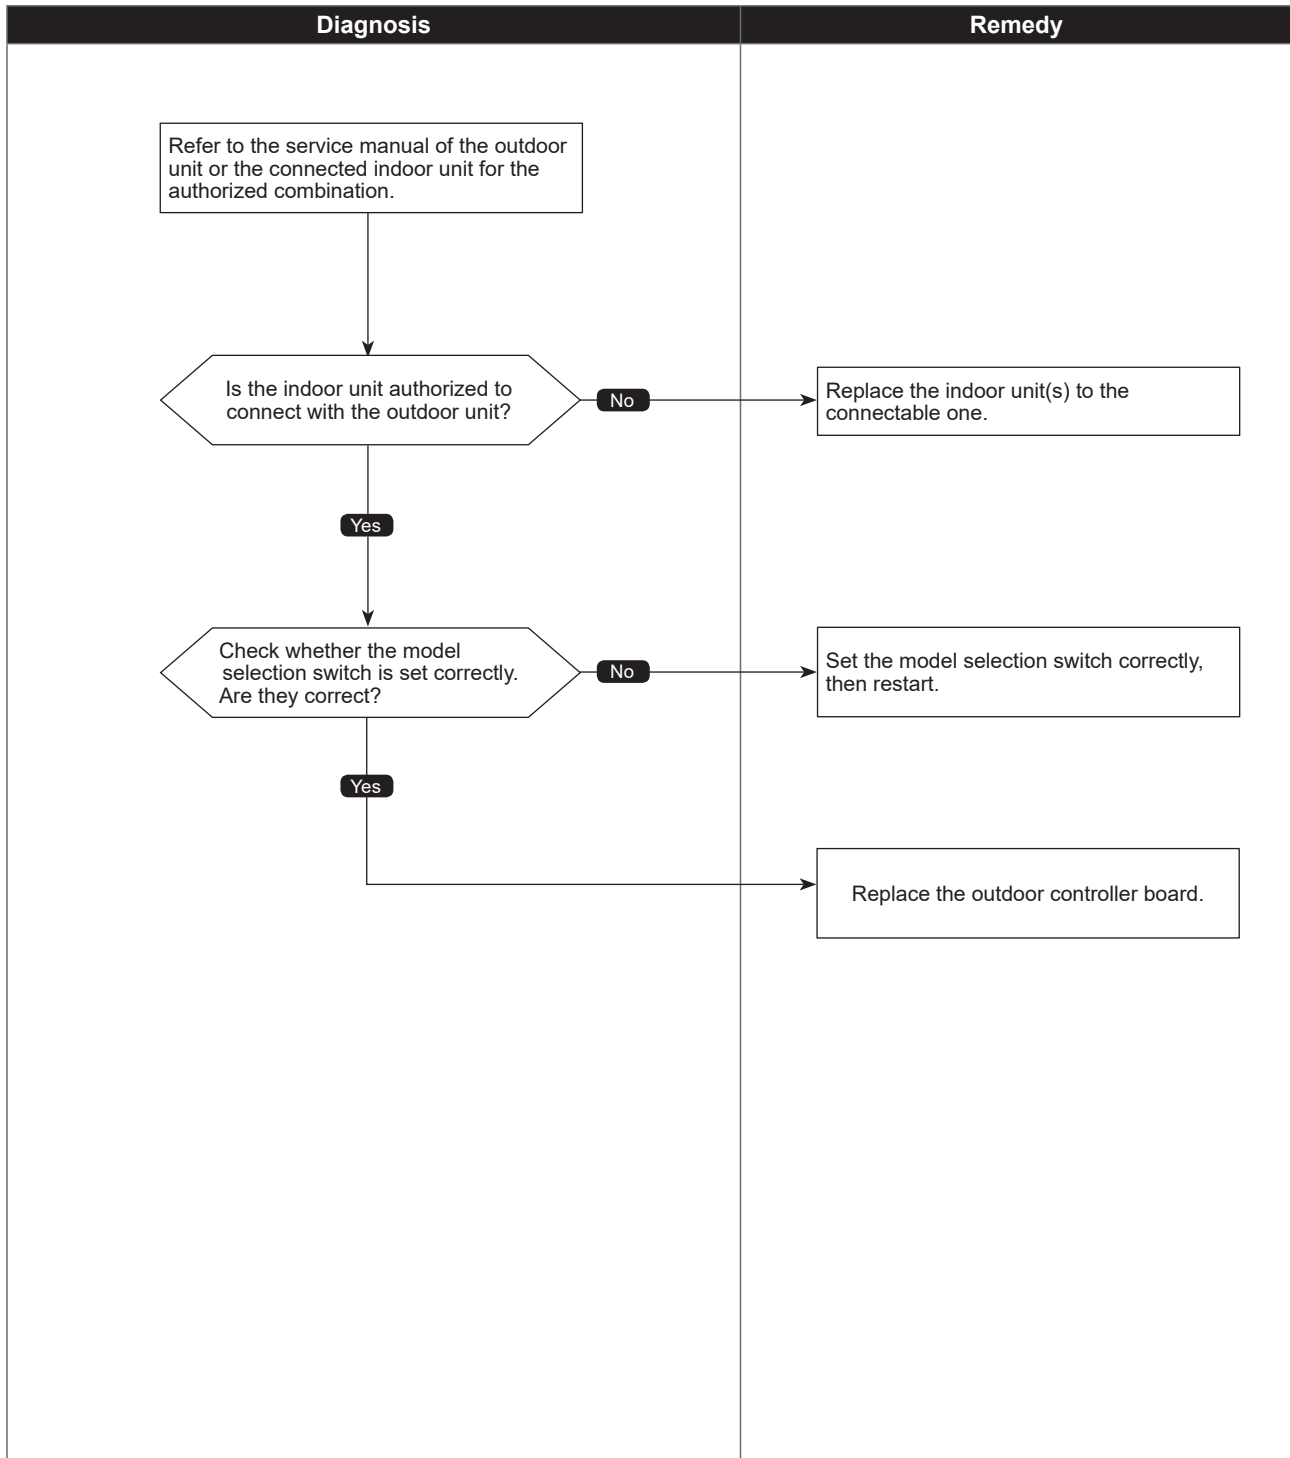 Diagnosis
Remedy
Refer to the service manual of the outdoor
unit or the connected indoor unit for the
authorized combination.
Is the indoor unit authorized to
connect with the outdoor unit?
No
Replace the indoor unit(s) to the
connectable one.
Yes
Check whether the model
selection switch is set correctly.
Are they correct?
No
Set the model selection switch correctly,
then restart.
Yes
Replace the outdoor controller board.